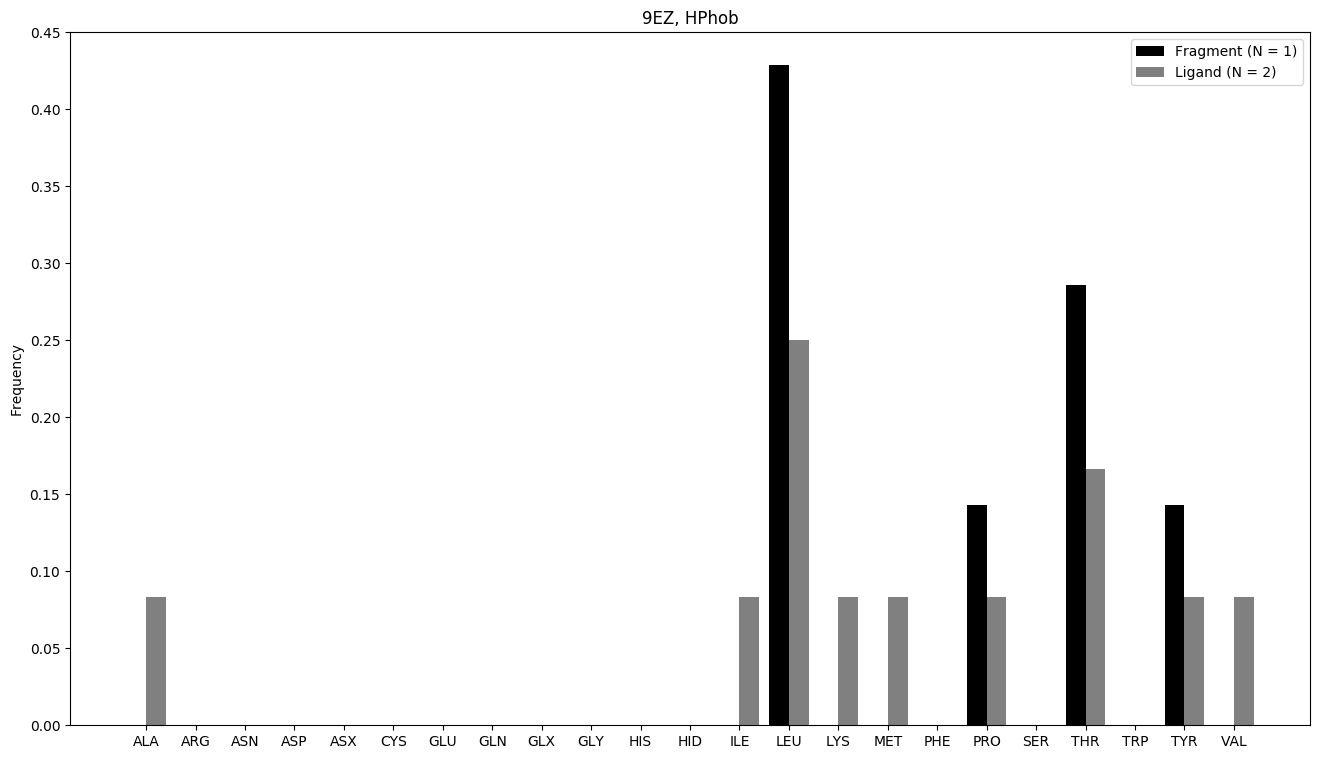 9EZ, HPhob
Fragment (N = 1)
Ligand (N = 2)
Frequency
0.45
0.40
0.35
0.30
0.25
0.20
0.15
0.10
0.05
0.00
ALA ARG ASN ASP ASX CYS GLU GLN GLX GLY HIS HID ILE LEU LYS MET PHE PRO SER THR TRP TYR VAL